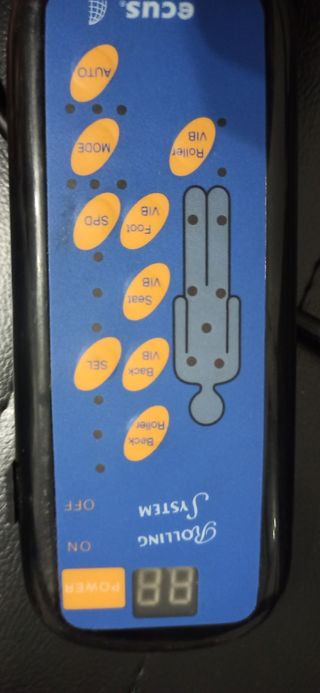 POWER
ON
OFF
ROLLING
SYSTEM
Beck
Roller
Back
VIB
SEL
Seat
VIB
Foot
VIB
SPD
Roller
VIB
MODE
AUTO
ecus